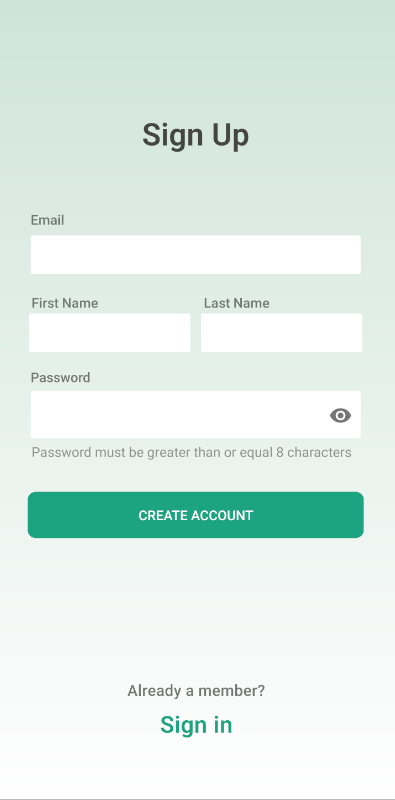 Sign Up
Email
First Name Last Name
Password
Password must be greater than or equal 8 characters
CREATE ACCOUNT
Already a member?
Sign in